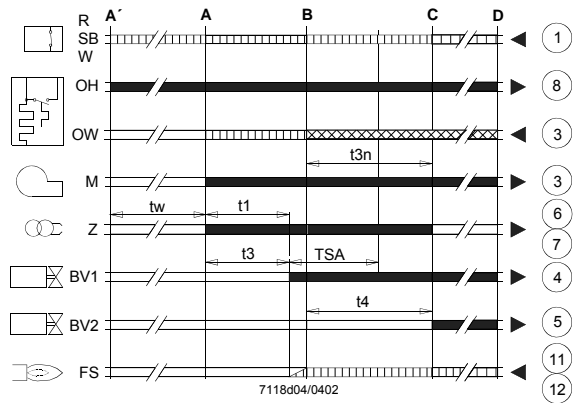 R A´ A B C D
SB 1
W
OH 8
OW 3
t3n
M 3
tw t1 6
Z 7
t3 TSA
BV1 4
t4
BV2 5
FS 11
7118d04/0402 12